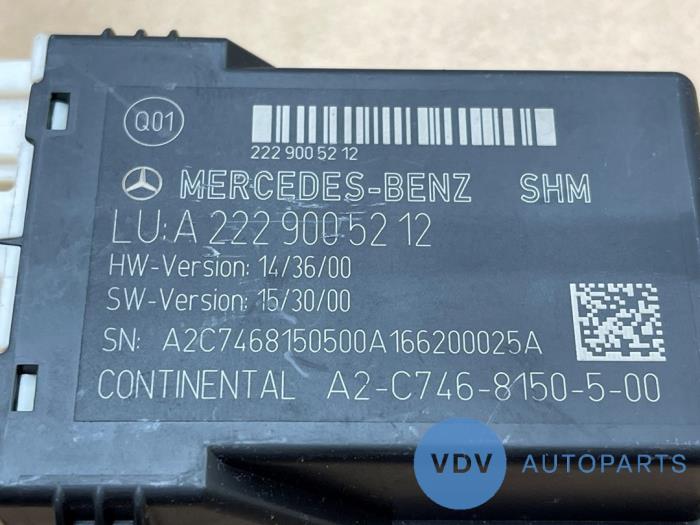 Q01
222 900 52 12
MERCEDES-BENZ SHM
LU: A 222 900 52 12
HW-Version: 14/36/00
SW-Version: 15/30/00
SN: A2C7468150500A166200025A
CONTINENTAL A2-C746-8150-5-00
VDV AUTOPARTS